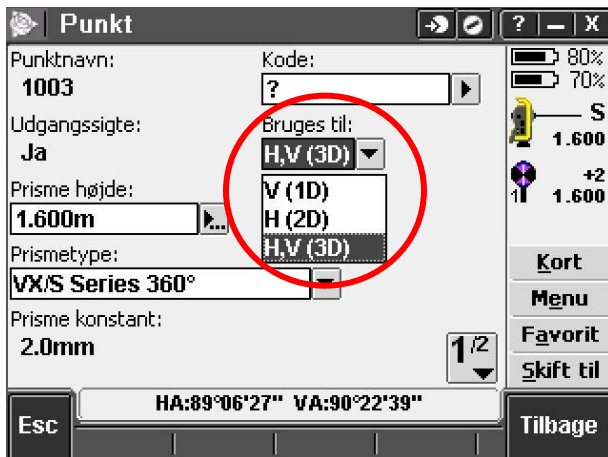 Punkt
? — X
Punktnavn:
1003
Kode:
?
Udgangssigte:
Ja
Bruges til:
H,V (3D)
V (1D)
H (2D)
H,V (3D)
Prisme højde:
1.600m
Prismetype:
VX/S Series 360°
Prisme konstant:
2.0mm
1/2
HA:89°06'27" VA:90°22'39"
Esc
80%
70%
S
1.600
+2
1 1.600
Kort
Menu
Favorit
Skift til
Tilbage